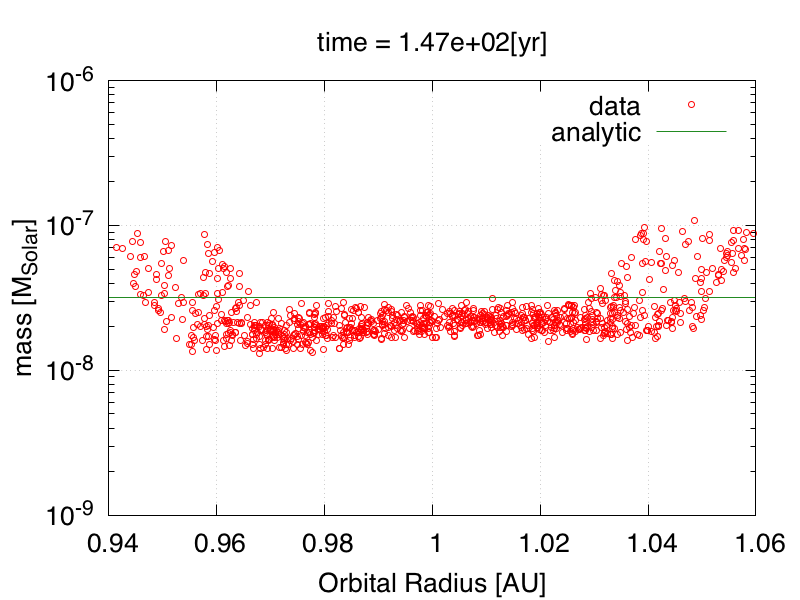 time = 1.47e+02[yr]
data
analytic
10^-6
10^-7
10^-8
10^-9
mass [M_Solar]
0.94 0.96 0.98 1 1.02 1.04 1.06
Orbital Radius [AU]